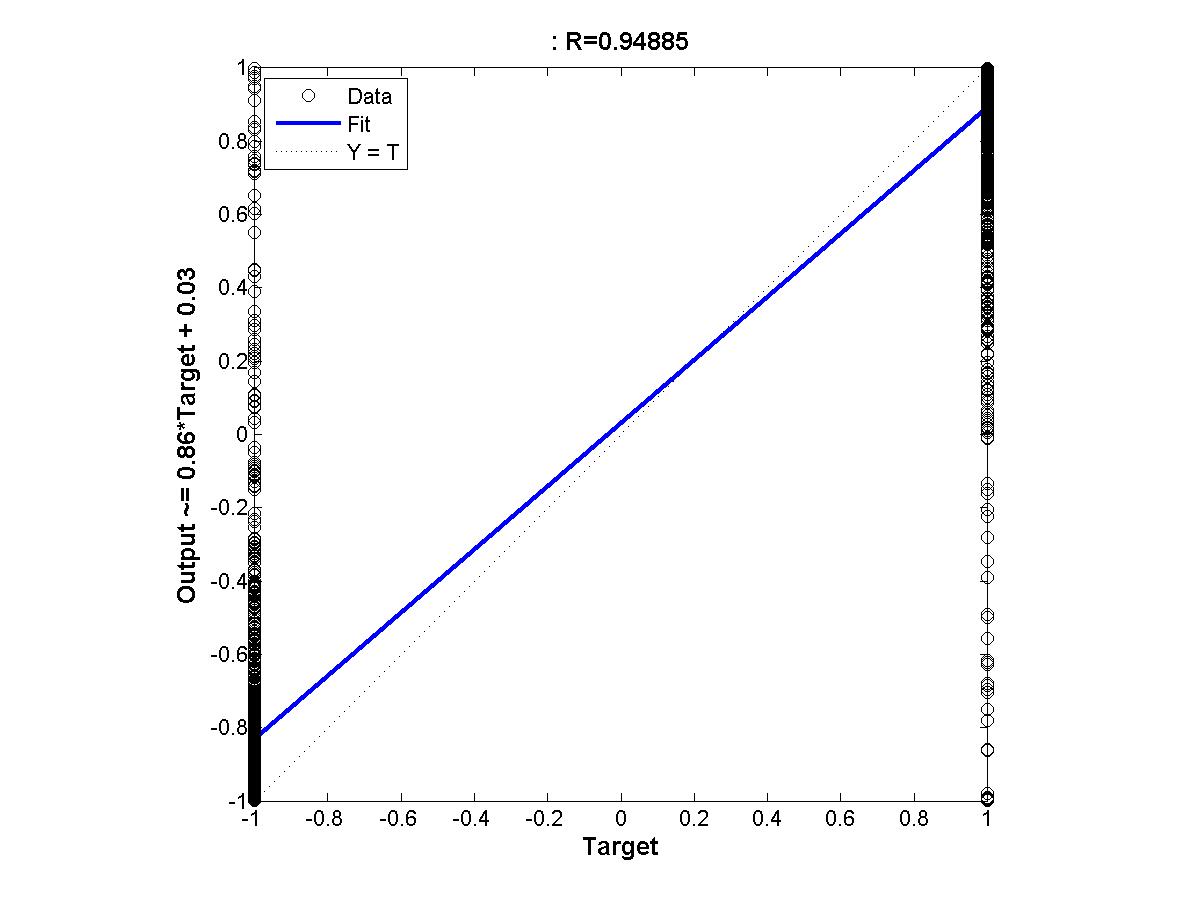 : R=0.94885
Data
Fit
Y = T
Output ~= 0.86*Target + 0.03
1
0.8
0.6
0.4
0.2
0
-0.2
-0.4
-0.6
-0.8
-1
-1 -0.8 -0.6 -0.4 -0.2 0 0.2 0.4 0.6 0.8 1
Target